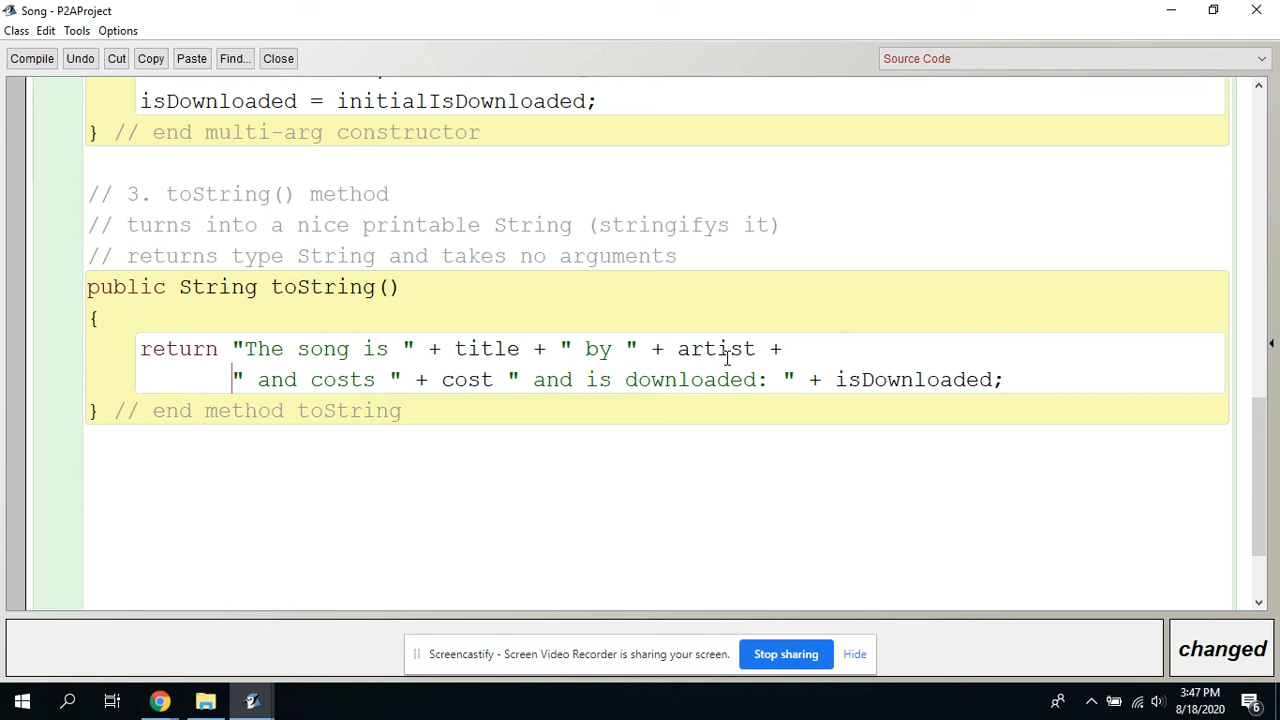 Song - P2AProject
Class Edit Tools Options
Compile Undo Cut Copy Paste Find... Close Source Code
isDownloaded = initialIsDownloaded;
} // end multi-arg constructor
// 3. toString() method
// turns into a nice printable String (stringifys it)
// returns type String and takes no arguments
public String toString()
{
return "The song is " + title + " by " + artist +
" and costs " + cost " and is downloaded: " + isDownloaded;
} // end method toString
Screencastify - Screen Video Recorder is sharing your screen. Stop sharing Hide
changed
3:47 PM
8/18/2020
6